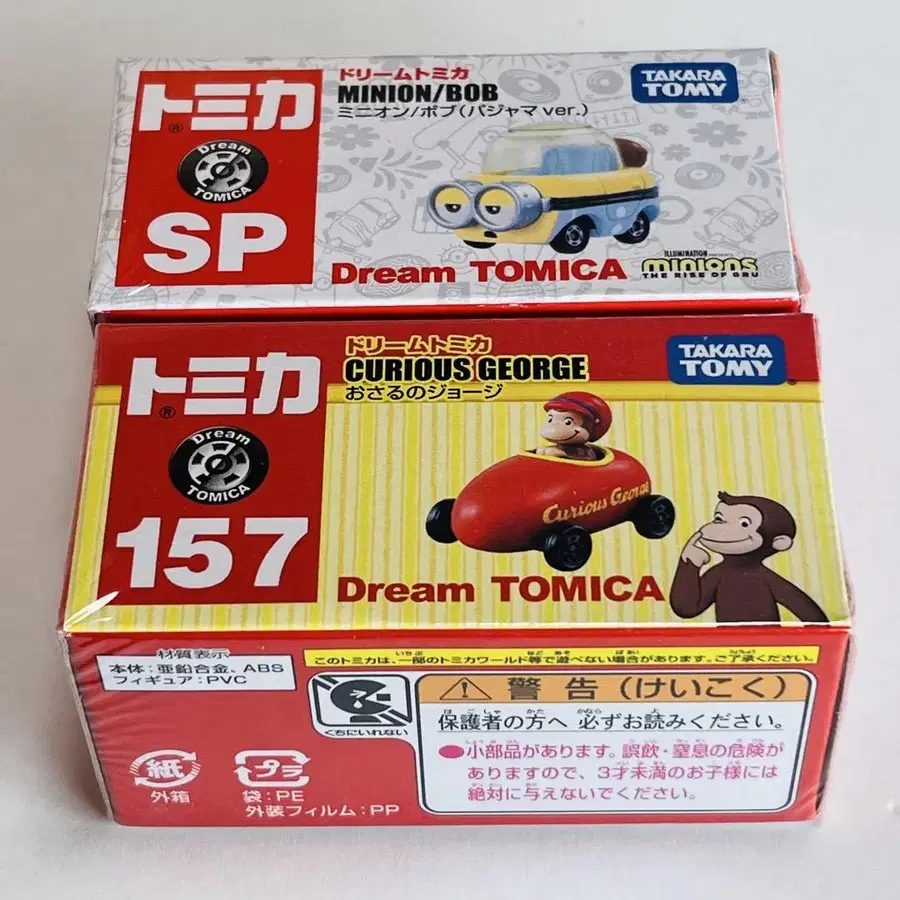 トミカ
®
Dream
TOMICA
SP
ドリームトミカ
MINION/BOB
ミニオン/ボブ(パジャマver.)
TAKARA
TOMY
Dream TOMICA
ILLUMINATION
minions
THE RISE OF GRU
トミカ
®
Dream
TOMICA
157
ドリームトミカ
CURIOUS GEORGE
おさるのジョージ
TAKARA
TOMY
Curious George
Dream TOMICA
材質表示
本体:亜鉛合金、ABS
フィギュア:PVC
紙
外箱
プラ
袋:PE
外装フィルム:PP
このトミカは、一部のトミカワールド等で遊べない場合があります。ご了承ください。
くちにいれない
警告(けいこく)
保護者の方へ 必ずお読みください。
●小部品があります。誤飲・窒息の危険が
ありますので、3才未満のお子様には
絶対に与えないでください。